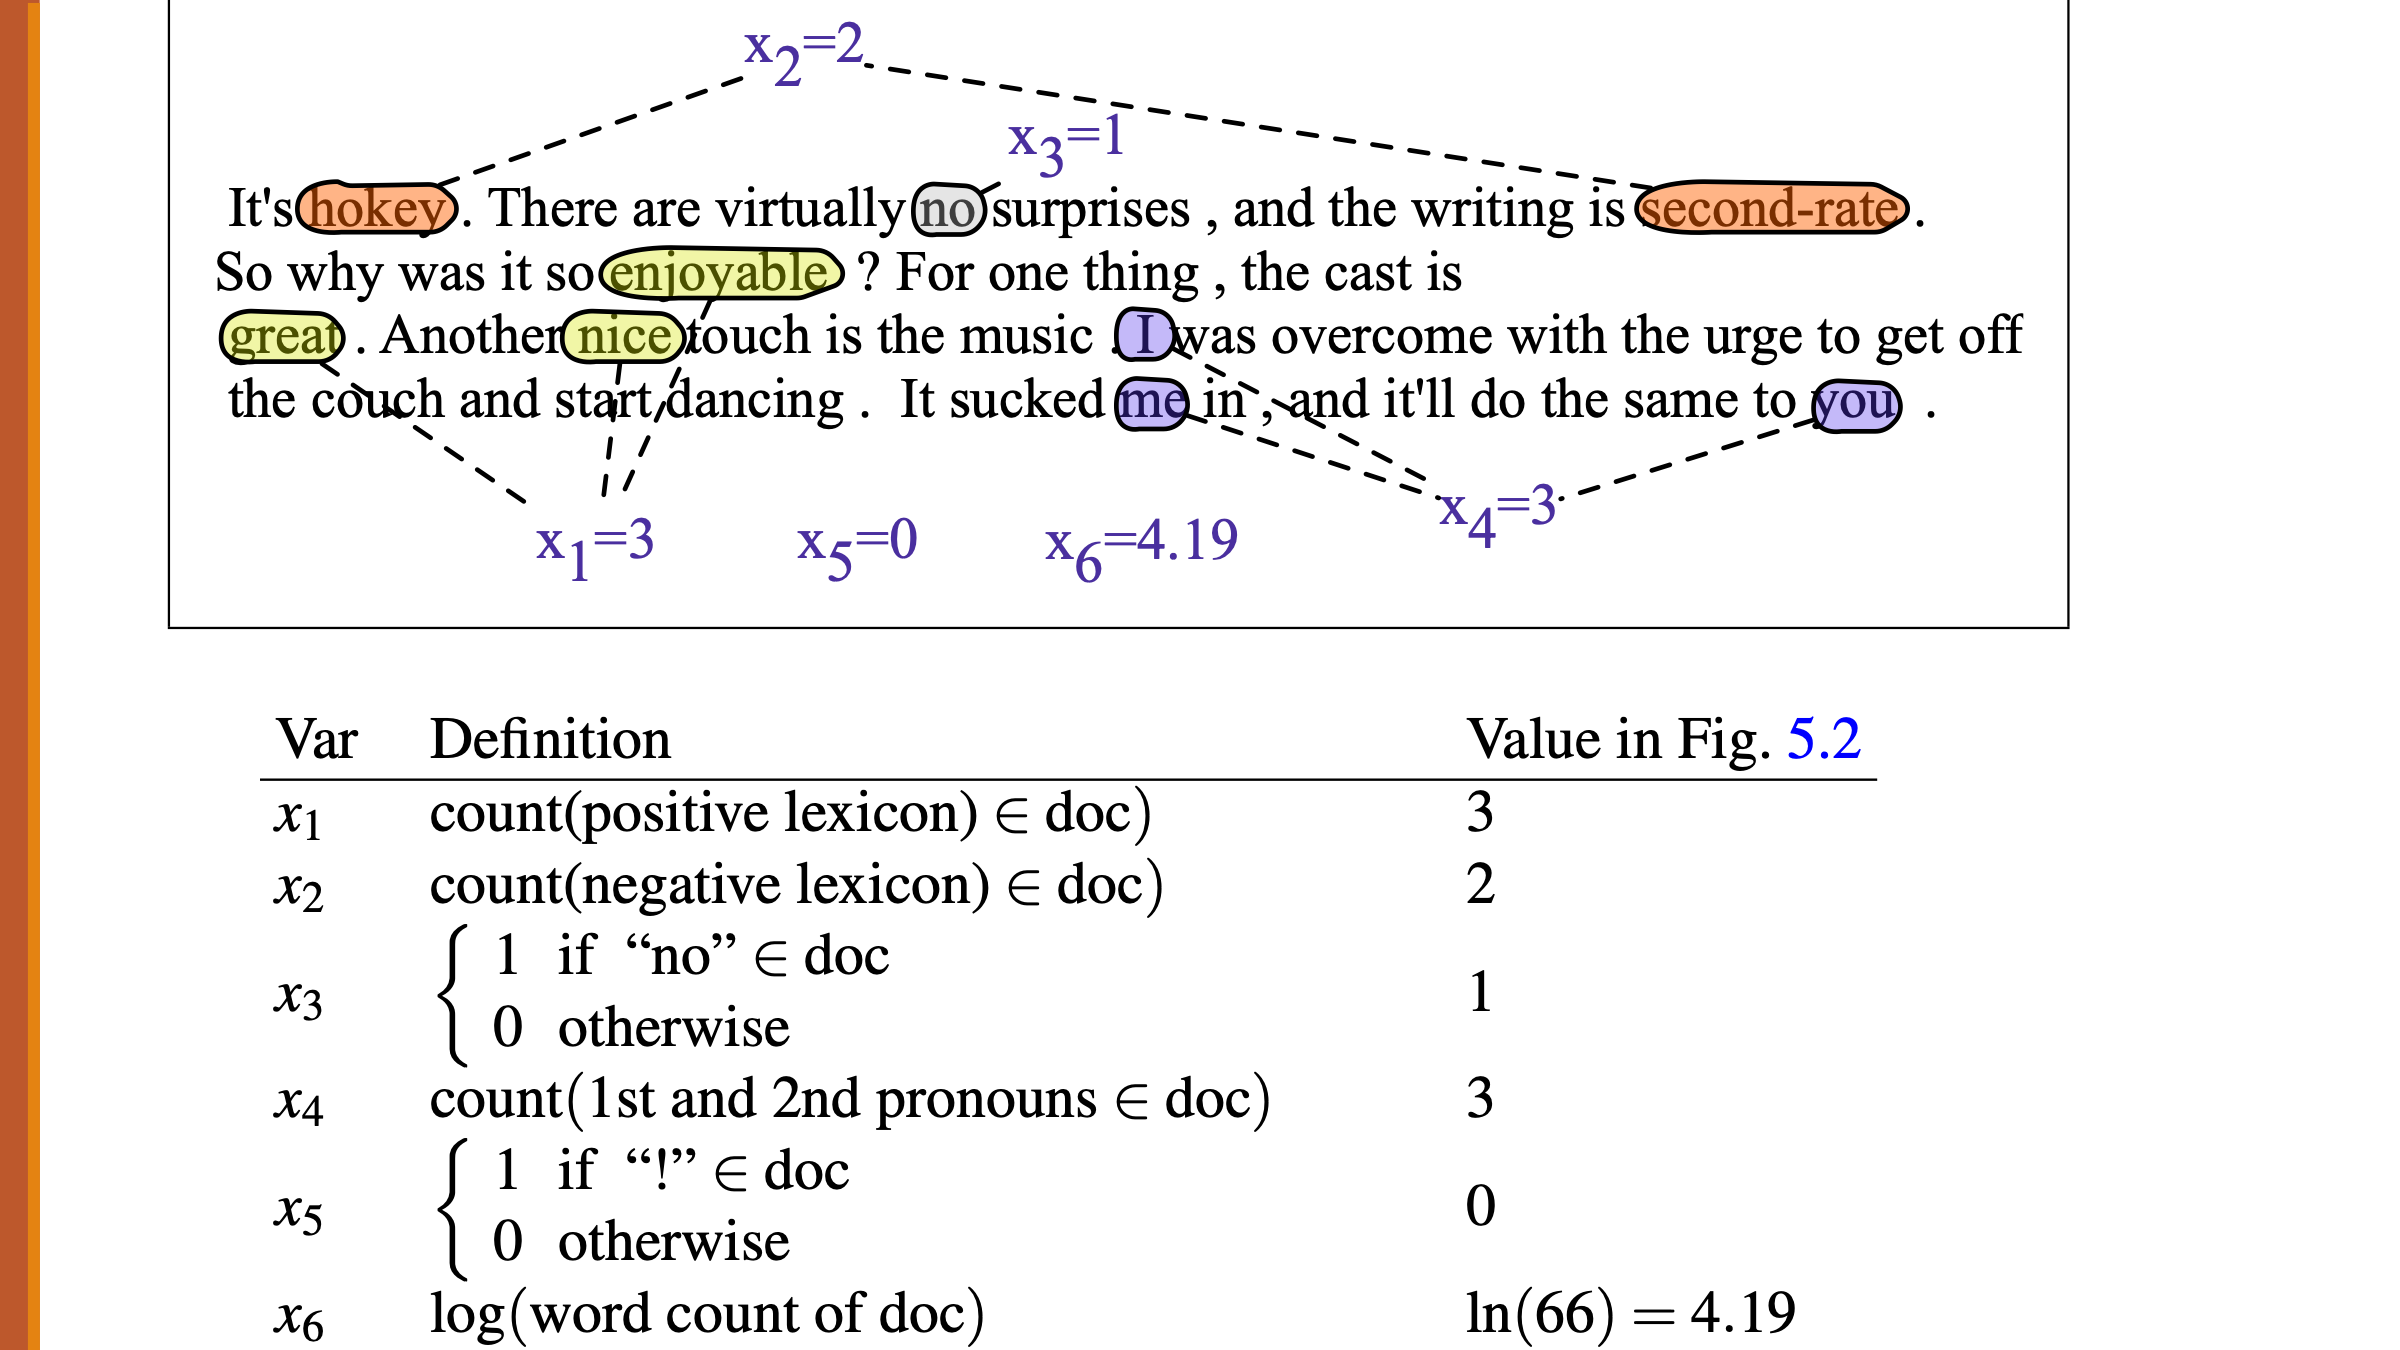 x2=2
x3=1
It's hokey . There are virtually no surprises , and the writing is second-rate .
So why was it so enjoyable ? For one thing , the cast is
great . Another nice touch is the music . I was overcome with the urge to get off
the couch and start dancing . It sucked me in , and it'll do the same to you .
x4=3
x1=3 x5=0 x6=4.19
Var Definition Value in Fig. 5.2
x1 count(positive lexicon) ∈ doc) 3
x2 count(negative lexicon) ∈ doc) 2
x3 { 1 if “no” ∈ doc 1
0 otherwise
x4 count(1st and 2nd pronouns ∈ doc) 3
x5 { 1 if “!” ∈ doc 0
0 otherwise
x6 log(word count of doc) ln(66) = 4.19